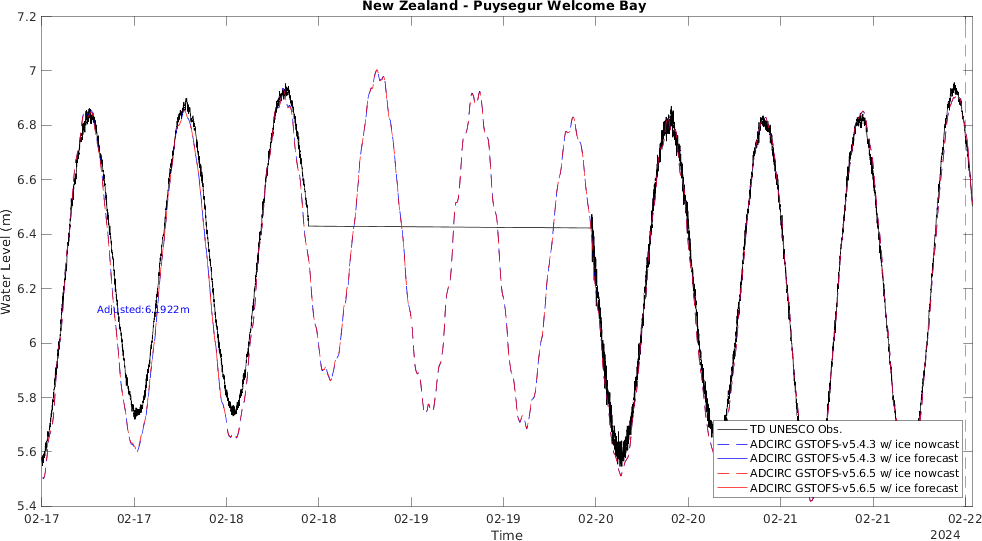 New Zealand - Puysegur Welcome Bay
7.2
7
6.8
6.6
6.4
6.2
6
5.8
5.6
5.4
Water Level (m)
Adjusted:6.1922m
TD UNESCO Obs.
ADCIRC GSTOFS-v5.4.3 w/ ice nowcast
ADCIRC GSTOFS-v5.4.3 w/ ice forecast
ADCIRC GSTOFS-v5.6.5 w/ ice nowcast
ADCIRC GSTOFS-v5.6.5 w/ ice forecast
02-17 02-17 02-18 02-18 02-19 02-19 02-20 02-20 02-21 02-21 02-22
Time
2024